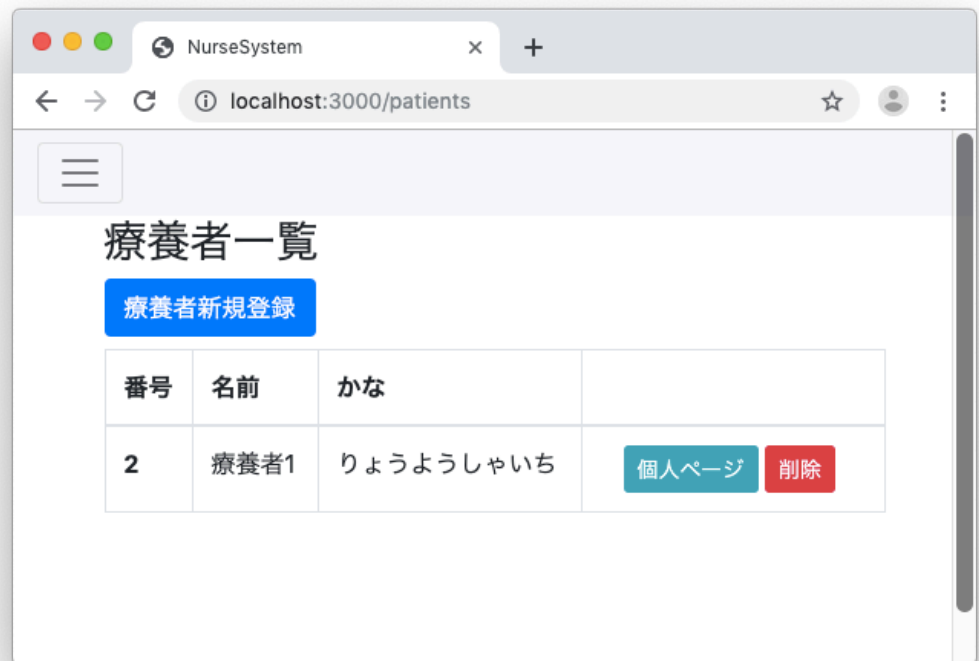 NurseSystem
localhost:3000/patients
療養者一覧
療養者新規登録
番号 名前 かな
2 療養者1 りょうようしゃいち 個人ページ 削除